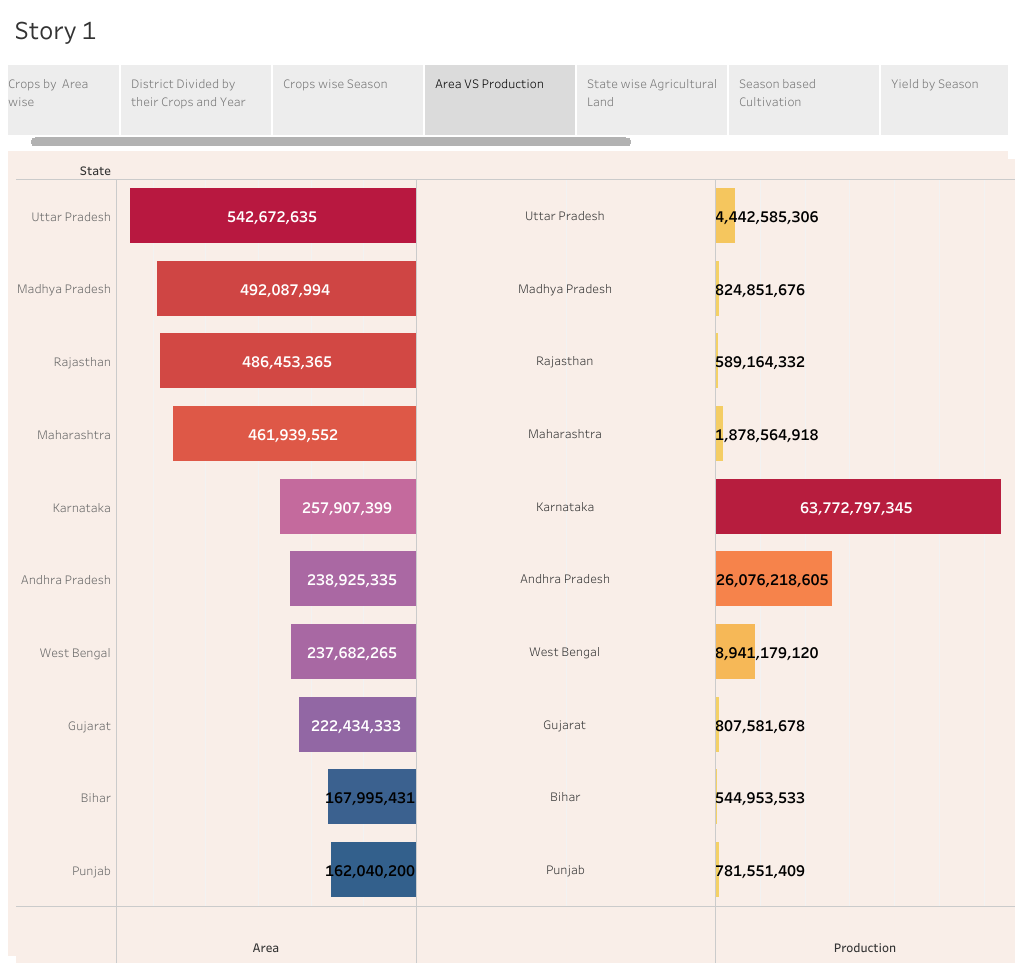 Story 1
Crops by Area
wise
District Divided by
their Crops and Year
Crops wise Season
Area VS Production
State wise Agricultural
Land
Season based
Cultivation
Yield by Season
State
Uttar Pradesh 542,672,635 Uttar Pradesh 4,442,585,306
Madhya Pradesh 492,087,994 Madhya Pradesh 824,851,676
Rajasthan 486,453,365 Rajasthan 589,164,332
Maharashtra 461,939,552 Maharashtra 1,878,564,918
Karnataka 257,907,399 Karnataka 63,772,797,345
Andhra Pradesh 238,925,335 Andhra Pradesh 26,076,218,605
West Bengal 237,682,265 West Bengal 8,941,179,120
Gujarat 222,434,333 Gujarat 807,581,678
Bihar 167,995,431 Bihar 544,953,533
Punjab 162,040,200 Punjab 781,551,409
Area Production